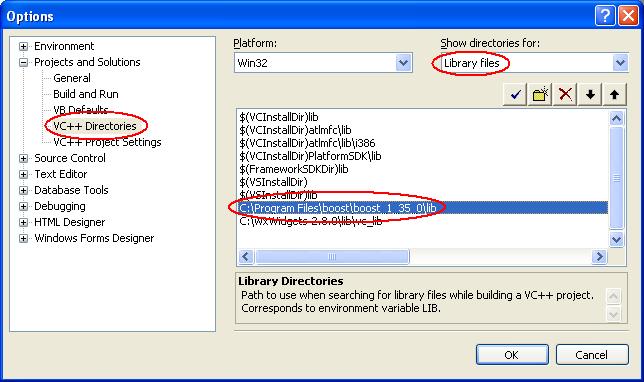 Options
Environment
Projects and Solutions
General
Build and Run
VB Defaults
VC++ Directories
VC++ Project Settings
Source Control
Text Editor
Database Tools
Debugging
HTML Designer
Windows Forms Designer
Platform:
Show directories for:
Win32
Library files
$(VCInstallDir)lib
$(VCInstallDir)atlmfc\lib
$(VCInstallDir)atlmfc\lib\i386
$(VCInstallDir)PlatformSDK\lib
$(FrameworkSDKDir)lib
$(VSInstallDir)
$(VSInstallDir)lib
C:\Program Files\boost\boost_1_35_0\lib
C:\WxWidgets-2.8.0\lib\vc_lib
Library Directories
Path to use when searching for library files while building a VC++ project.
Corresponds to environment variable LIB.
OK
Cancel